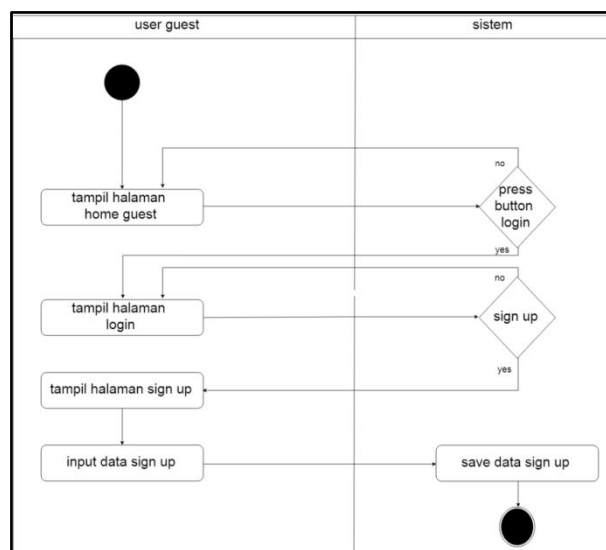 user guest
sistem
no
tampil halaman
home guest
press
button
login
yes
no
tampil halaman
login
sign up
yes
tampil halaman sign up
input data sign up
save data sign up